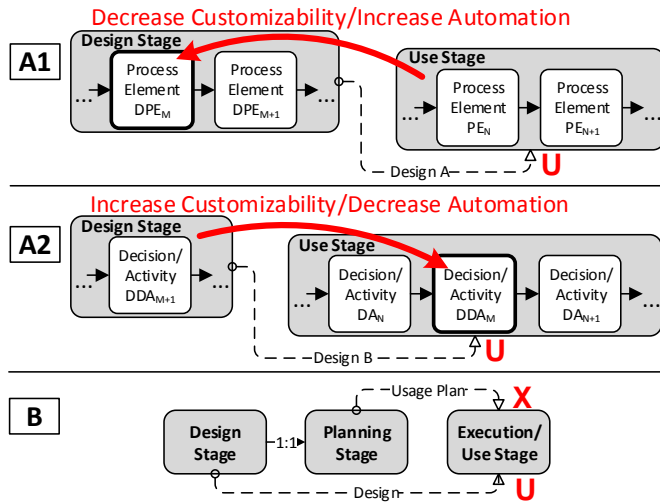 Decrease Customizability/Increase Automation
A1
Design Stage
...
Process
Element
DPE_M
Process
Element
DPE_M+1
...
Use Stage
...
Process
Element
PE_N
Process
Element
PE_N+1
...
Design A
U
Increase Customizability/Decrease Automation
A2
Design Stage
...
Decision/
Activity
DDA_M+1
...
Use Stage
...
Decision/
Activity
DA_N
Decision/
Activity
DDA_M
Decision/
Activity
DA_N+1
...
Design B
U
B
Usage Plan
X
Design
Stage
1:1
Planning
Stage
Execution/
Use Stage
Design
U